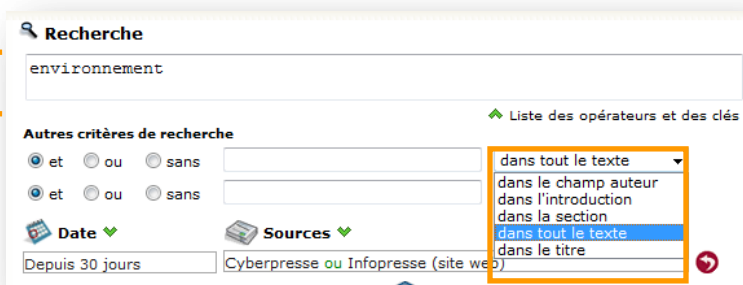 Recherche
environnement
Liste des opérateurs et des clés
Autres critères de recherche
et ou sans dans tout le texte
dans le champ auteur
et ou sans dans l'introduction
dans la section
Date Sources dans tout le texte
dans le titre
Depuis 30 jours Cyberpresse ou Infopresse (site web)